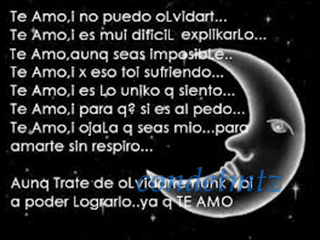 Te Amo,i no puedo oLvidart...
Te Amo,i es mui dificiL explikarLo...
Te Amo,aunq seas imposibLe..
Te Amo,i x eso toi sufriendo...
Te Amo,i es Lo uniko q siento...
Te Amo,i para q? si es al pedo...
Te Amo,i ojaLa q seas mio...para
amarte sin respiro...
Aunq Trate de oLvidarte nunk voi
a poder Lograrlo..ya q TE AMO